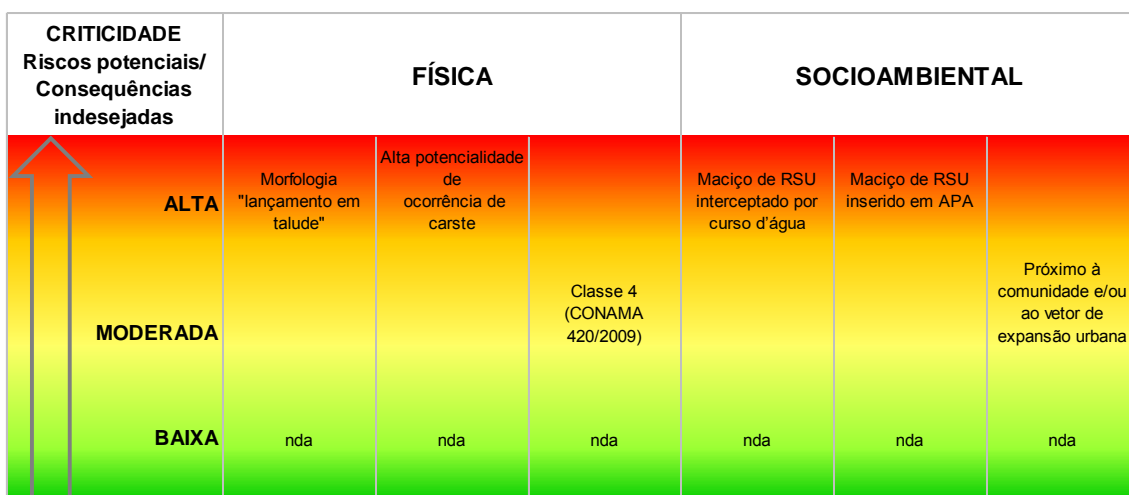 CRITICIDADE
Riscos potenciais/
Consequências
indesejadas
FÍSICA
SOCIOAMBIENTAL
ALTA
Morfologia
"lançamento em
talude"
Alta potencialidade
de
ocorrência de
carste
Maciço de RSU
interceptado por
curso d'água
Maciço de RSU
inserido em APA
MODERADA
Classe 4
(CONAMA
420/2009)
Próximo à
comunidade e/ou
ao vetor de
expansão urbana
BAIXA
nda
nda
nda
nda
nda
nda